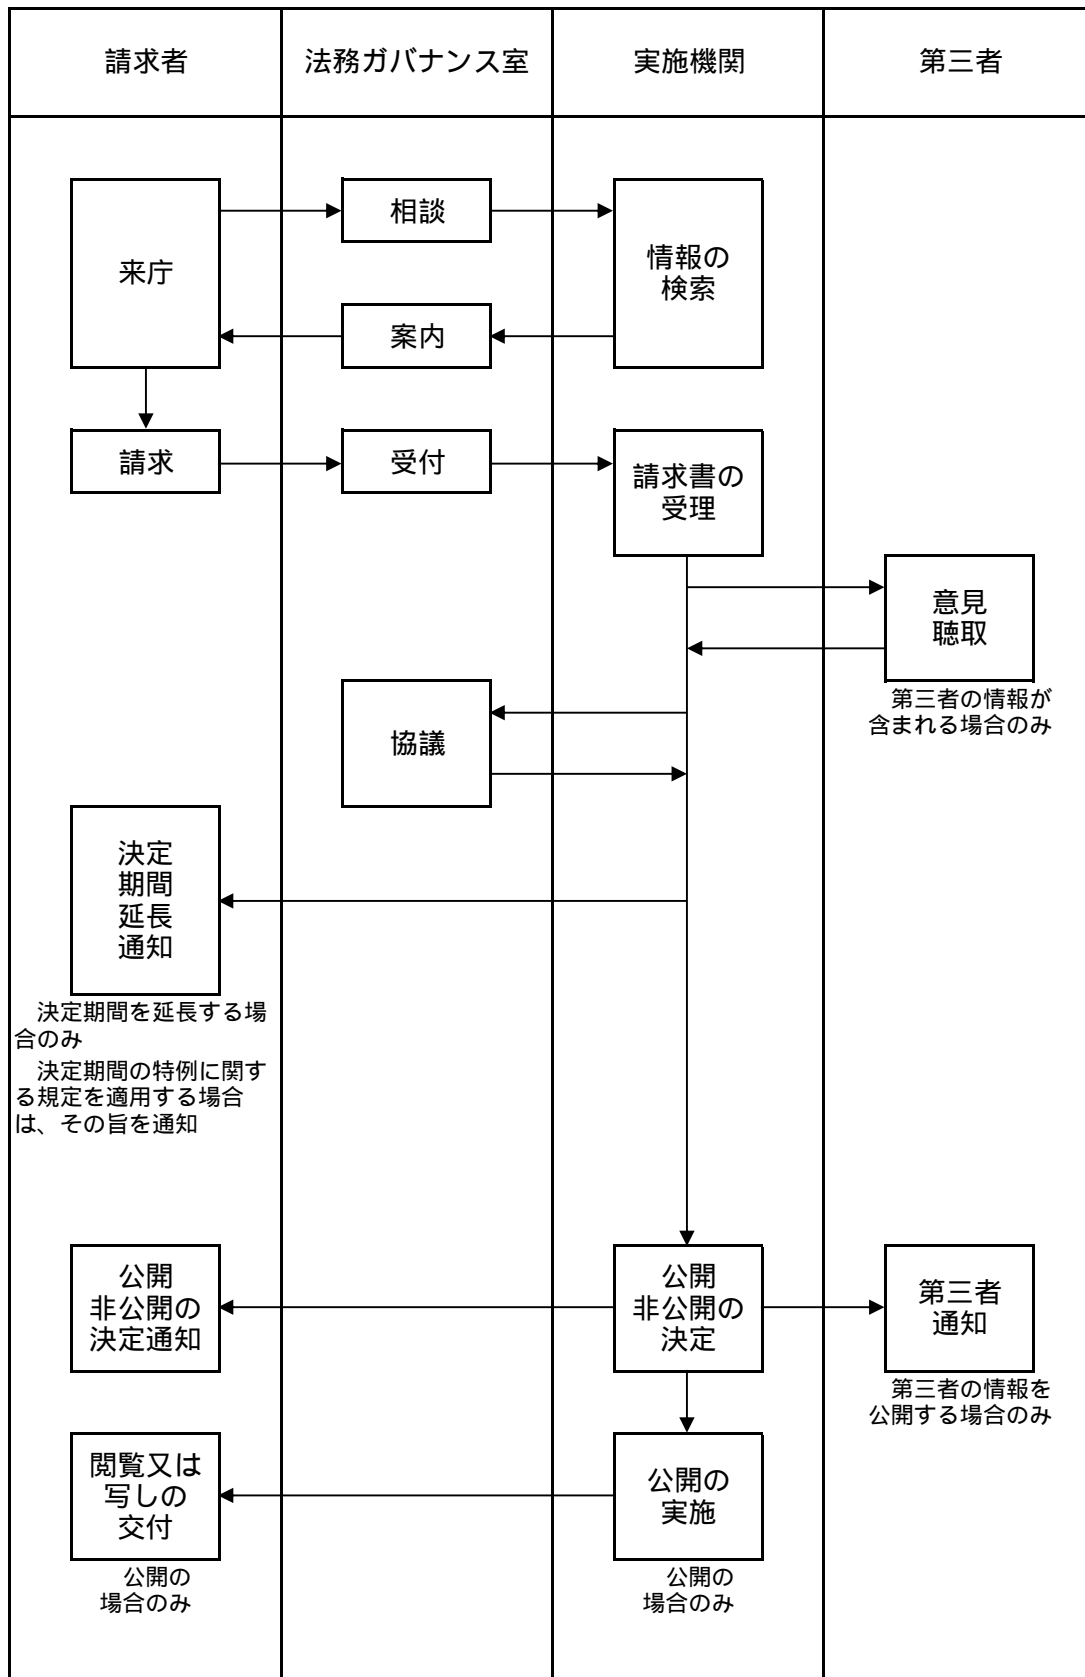 請求者
法務ガバナンス室
実施機関
第三者
来庁
相談
情報の
検索
案内
請求
受付
請求書の
受理
意見
聴取
第三者の情報が
含まれる場合のみ
協議
決定
期間
延長
通知
決定期間を延長する場
合のみ
決定期間の特例に関す
る規定を適用する場合
は、その旨を通知
公開
非公開の
決定通知
公開
非公開の
決定
第三者
通知
第三者の情報を
公開する場合のみ
閲覧又は
写しの
交付
公開の
場合のみ
公開の
実施
公開の
場合のみ